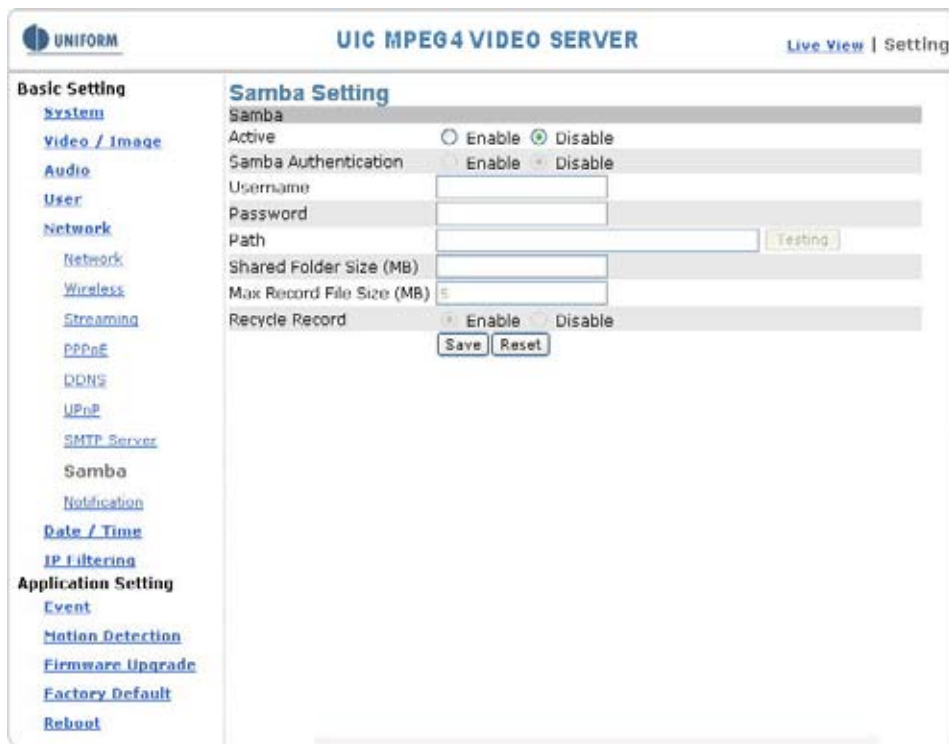 UNIFORM
UIC MPEG4 VIDEO SERVER
Live View | Setting
Basic Setting
System
Video / Image
Audio
User
Network
Network
Wireless
Streaming
PPPoE
DDNS
UPnP
SMTP Server
Samba
Notification
Date / Time
IP Filtering
Application Setting
Event
Motion Detection
Firmware Upgrade
Factory Default
Reboot
Samba Setting
Samba
Active Enable Disable
Samba Authentication Enable Disable
Username
Password
Path Testing
Shared Folder Size (MB)
Max Record File Size (MB) 5
Recycle Record Enable Disable
Save Reset